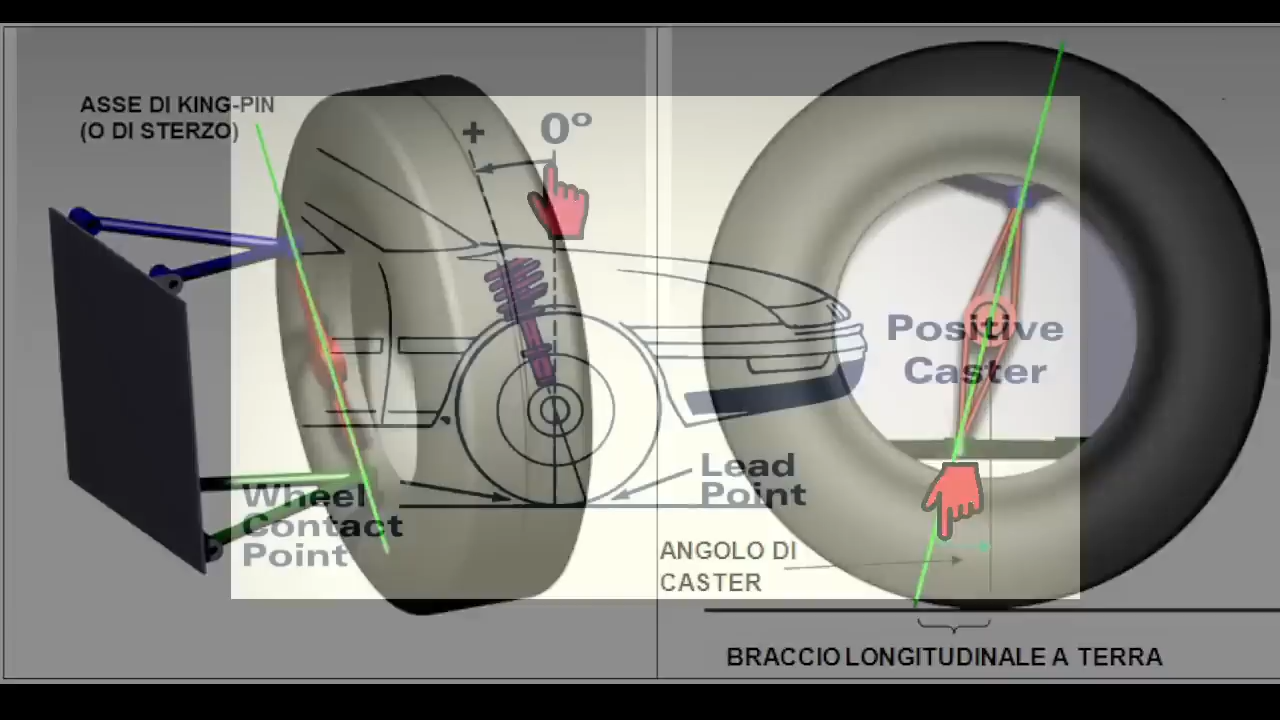 ASSE DI KING-PIN
(O DI STERZO)
+
0º
Positive
Caster
Lead
Point
Wheel
Contact
Point
ANGOLO DI
CASTER
BRACCIO LONGITUDINALE A TERRA